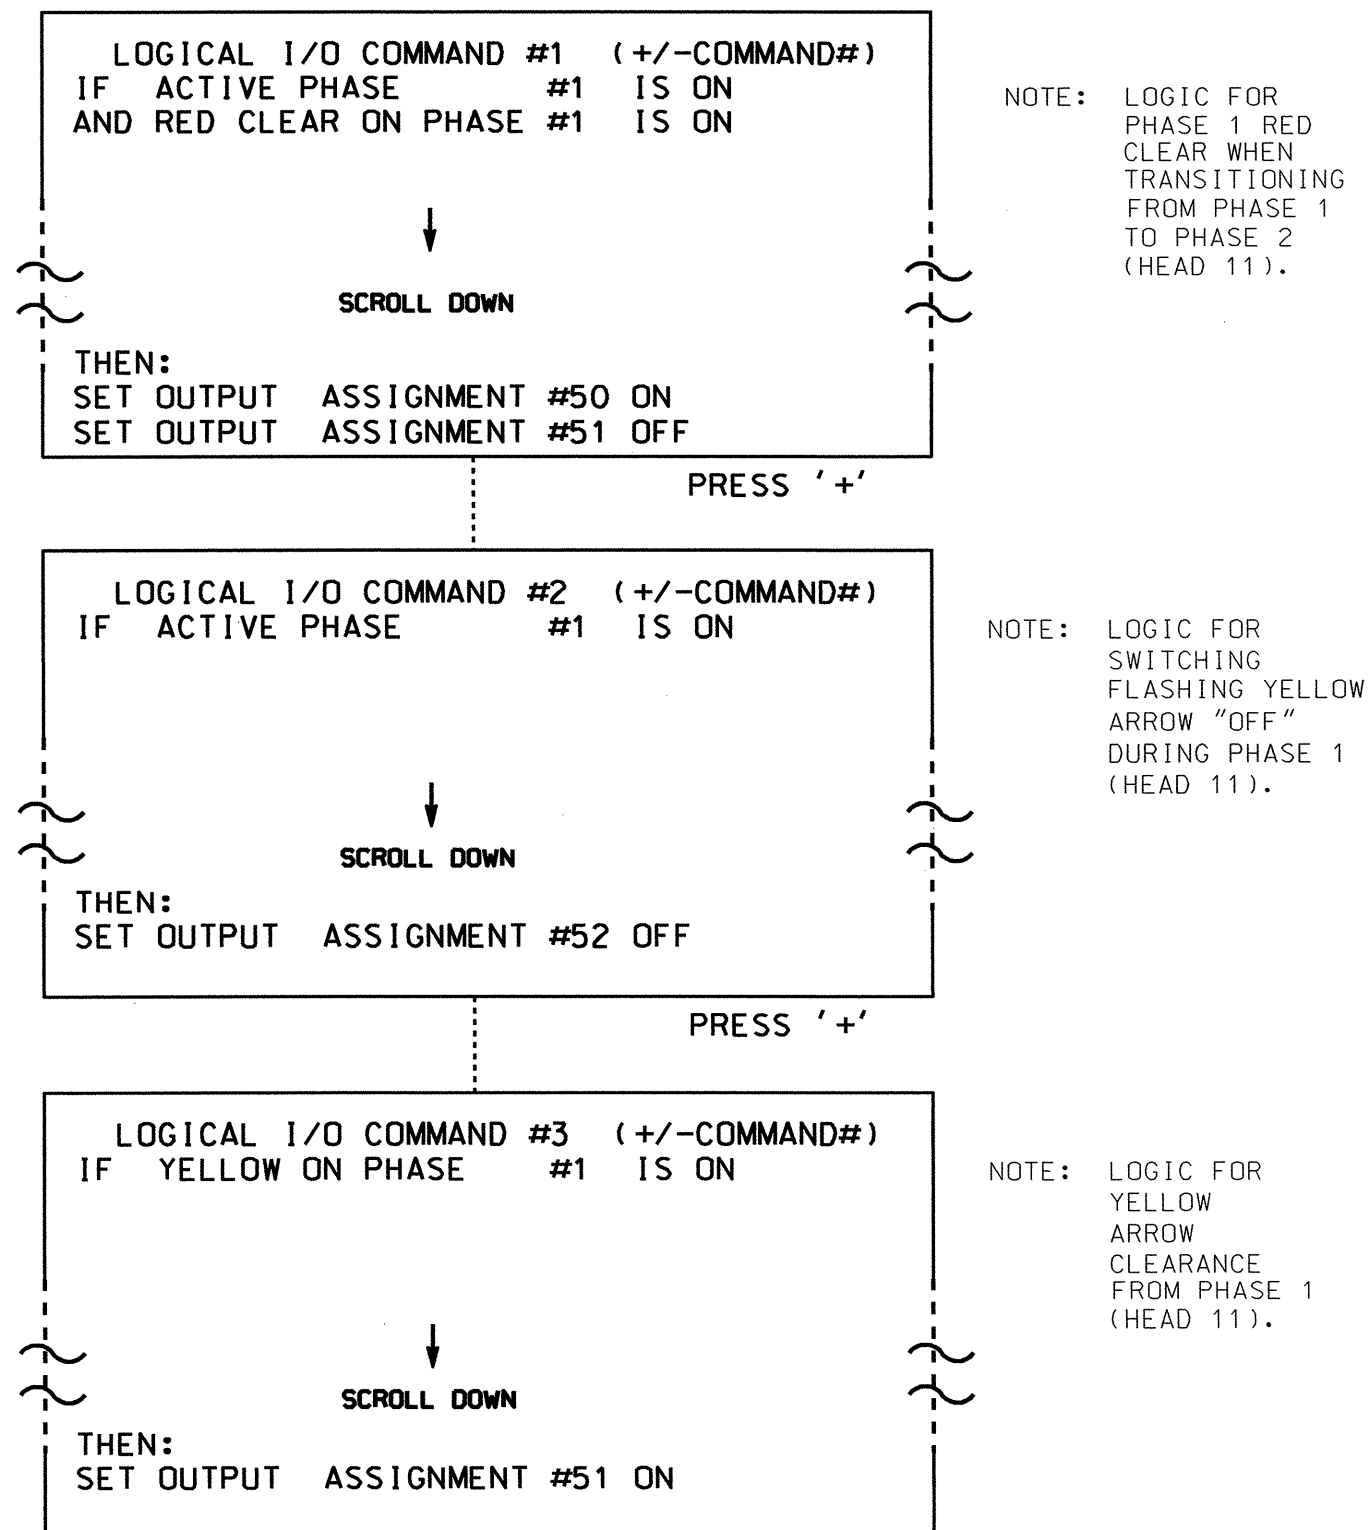 LOGICAL I/O COMMAND #1 (+/-COMMAND#)
IF ACTIVE PHASE #1 IS ON
AND RED CLEAR ON PHASE #1 IS ON
SCROLL DOWN
THEN:
SET OUTPUT ASSIGNMENT #50 ON
SET OUTPUT ASSIGNMENT #51 OFF
NOTE: LOGIC FOR
PHASE 1 RED
CLEAR WHEN
TRANSITIONING
FROM PHASE 1
TO PHASE 2
(HEAD 11).
PRESS '+'
LOGICAL I/O COMMAND #2 (+/-COMMAND#)
IF ACTIVE PHASE #1 IS ON
SCROLL DOWN
THEN:
SET OUTPUT ASSIGNMENT #52 OFF
NOTE: LOGIC FOR
SWITCHING
FLASHING YELLOW
ARROW "OFF"
DURING PHASE 1
(HEAD 11).
PRESS '+'
LOGICAL I/O COMMAND #3 (+/-COMMAND#)
IF YELLOW ON PHASE #1 IS ON
SCROLL DOWN
THEN:
SET OUTPUT ASSIGNMENT #51 ON
NOTE: LOGIC FOR
YELLOW
ARROW
CLEARANCE
FROM PHASE 1
(HEAD 11).